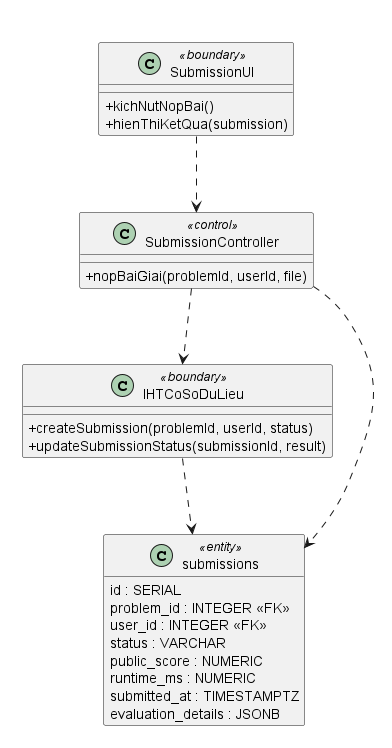 «boundary»
C SubmissionUI
+kichNutNopBai()
+hienThiKetQua(submission)
«control»
C SubmissionController
+nopBaiGiai(problemId, userId, file)
«boundary»
C IHTCoSoDuLieu
+createSubmission(problemId, userId, status)
+updateSubmissionStatus(submissionId, result)
«entity»
C submissions
id : SERIAL
problem_id : INTEGER «FK»
user_id : INTEGER «FK»
status : VARCHAR
public_score : NUMERIC
runtime_ms : NUMERIC
submitted_at : TIMESTAMPTZ
evaluation_details : JSONB